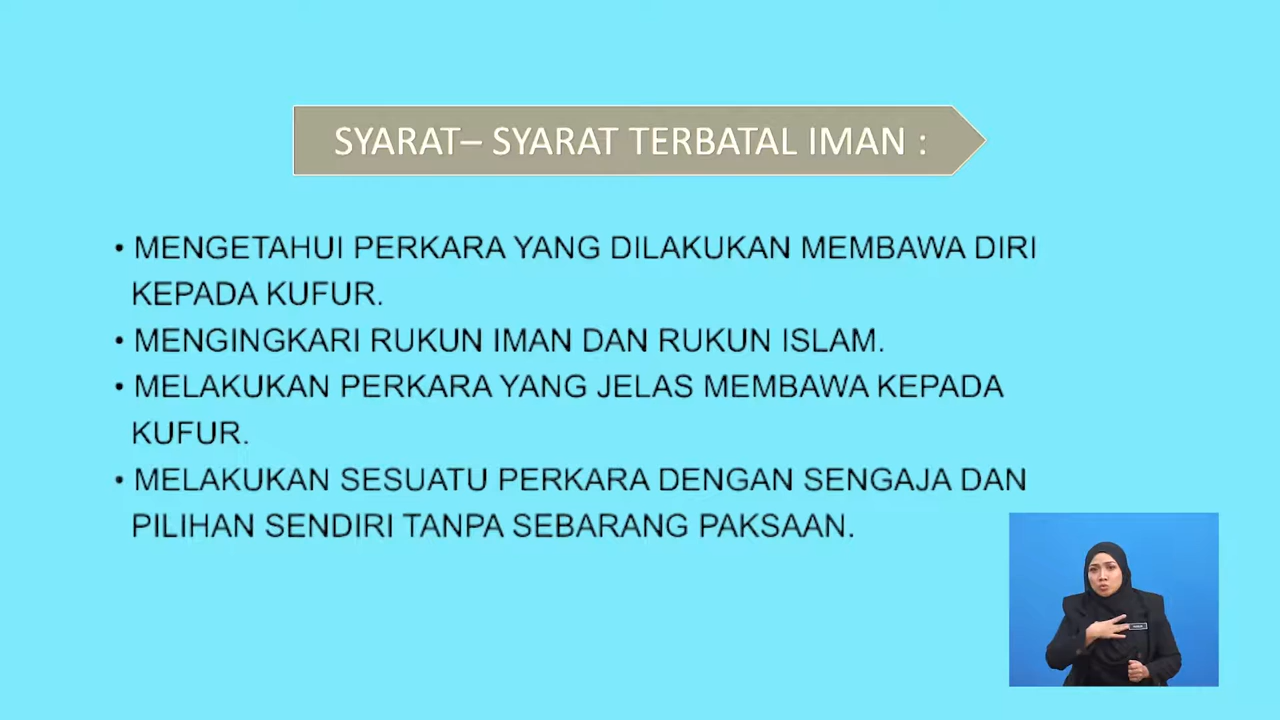 SYARAT– SYARAT TERBATAL IMAN :
• MENGETAHUI PERKARA YANG DILAKUKAN MEMBAWA DIRI
KEPADA KUFUR.
• MENGINGKARI RUKUN IMAN DAN RUKUN ISLAM.
• MELAKUKAN PERKARA YANG JELAS MEMBAWA KEPADA
KUFUR.
• MELAKUKAN SESUATU PERKARA DENGAN SENGAJA DAN
PILIHAN SENDIRI TANPA SEBARANG PAKSAAN.